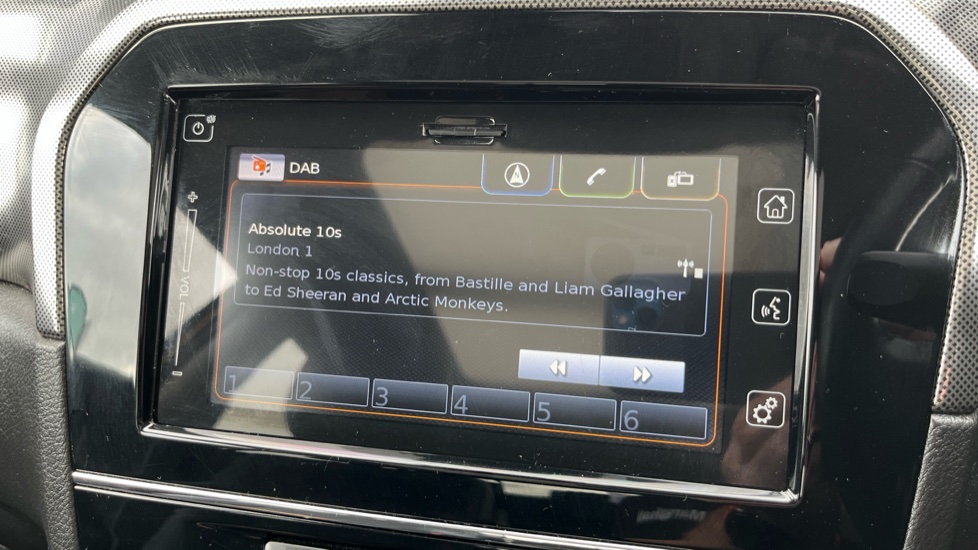 DAB
Absolute 10s
London 1
Non-stop 10s classics, from Bastille and Liam Gallagher
to Ed Sheeran and Arctic Monkeys.
VOL
1 2 3 4 5 6